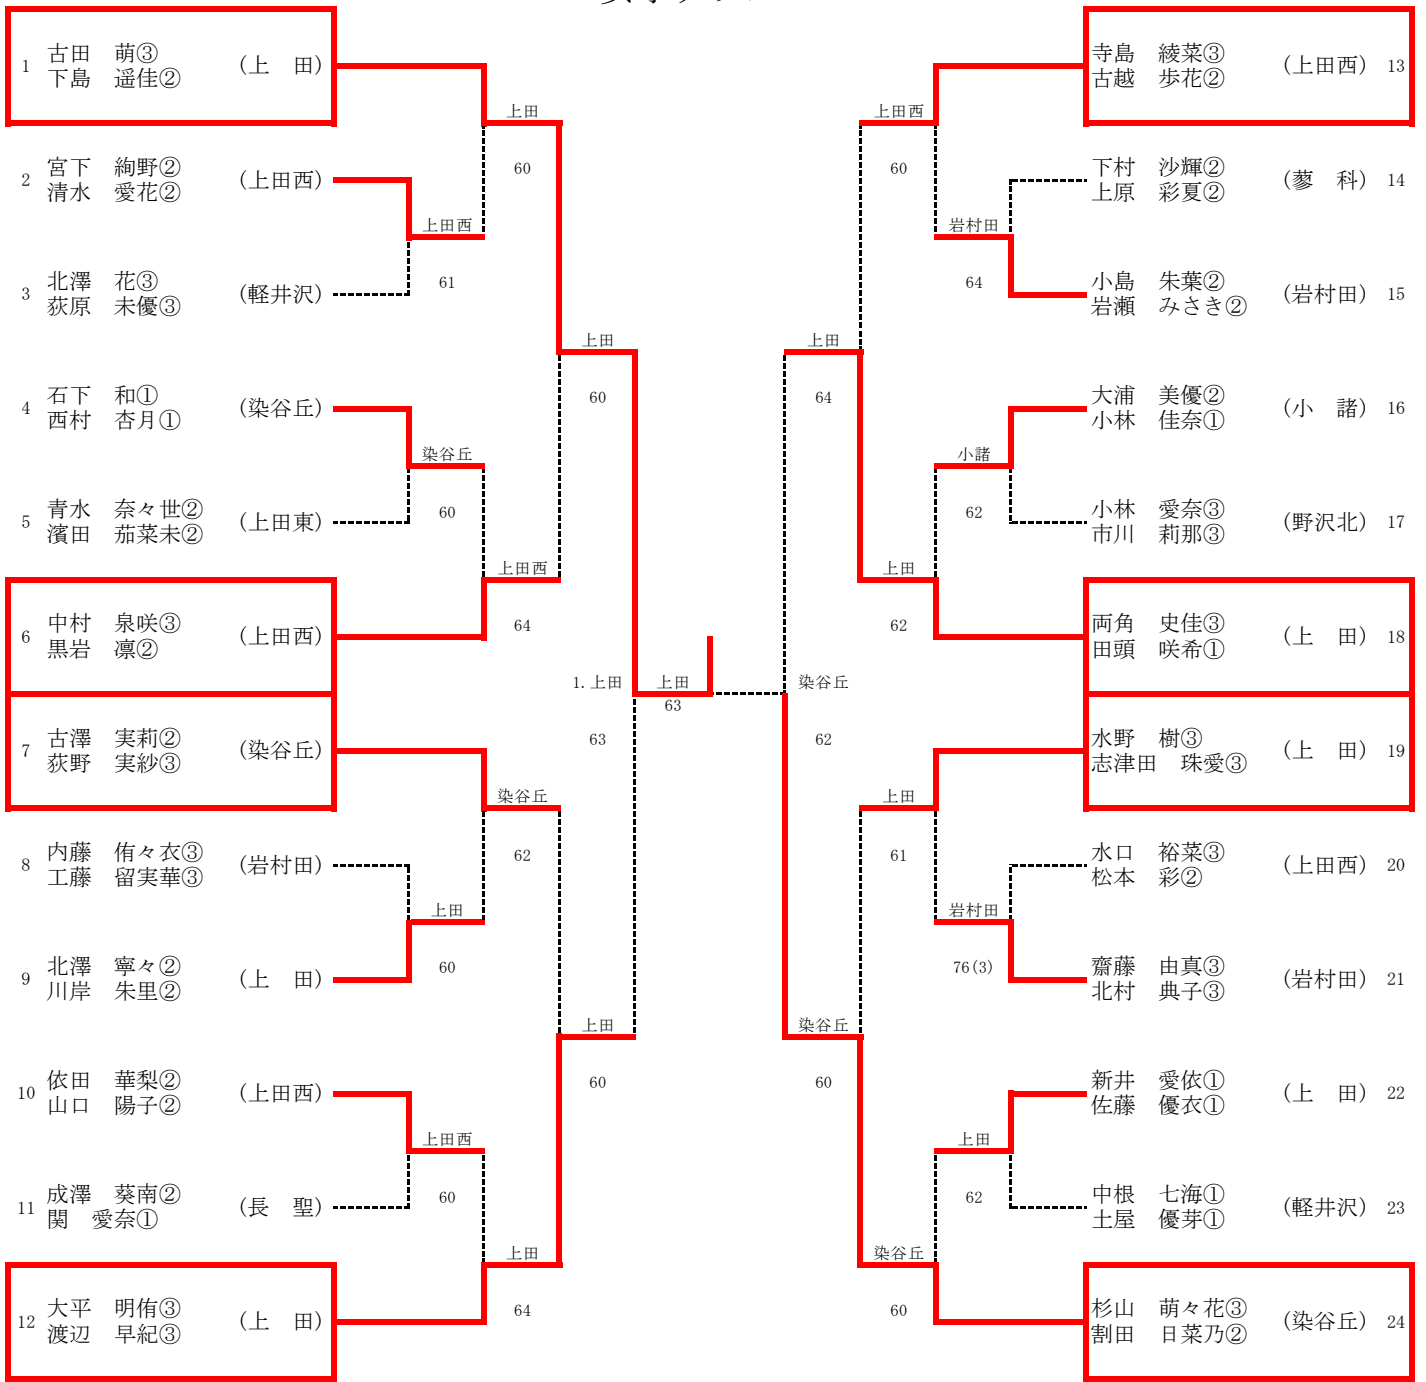 1 古田 萌③ (上 田)
下島 遥佳②
2 宮下 絢野② (上田西)
清水 愛花②
3 北澤 花③ (軽井沢)
荻原 未優③
4 石下 和① (染谷丘)
西村 杏月①
5 青水 奈々世② (上田東)
濱田 茄菜未②
6 中村 泉咲③ (上田西)
黒岩 凛②
7 古澤 実莉② (染谷丘)
荻野 実紗③
8 内藤 侑々衣③ (岩村田)
工藤 留実華③
9 北澤 寧々② (上 田)
川岸 朱里②
10 依田 華梨② (上田西)
山口 陽子②
11 成澤 葵南② (長 聖)
関 愛奈①
12 大平 明侑③ (上 田)
渡辺 早紀③
上田西
61
染谷丘
60
上田
60
上田西
60
上田
60
上田西
64
染谷丘
62
上田
64
上田
60
上田
60
1.上田
63
上田
63
染谷丘
62
上田
64
染谷丘
60
上田西
60
上田
62
上田
61
染谷丘
60
岩村田
64
小諸
62
岩村田
76(3)
上田
62
寺島 綾菜③ (上田西) 13
古越 歩花②
下村 沙輝② (蓼 科) 14
上原 彩夏②
小島 朱葉② (岩村田) 15
岩瀬 みさき②
大浦 美優② (小 諸) 16
小林 佳奈①
小林 愛奈③ (野沢北) 17
市川 莉那③
両角 史佳③ (上 田) 18
田頭 咲希①
水野 樹③ (上 田) 19
志津田 珠愛③
水口 裕菜③ (上田西) 20
松本 彩②
齋藤 由真③ (岩村田) 21
北村 典子③
新井 愛依① (上 田) 22
佐藤 優衣①
中根 七海① (軽井沢) 23
土屋 優芽①
杉山 萌々花③ (染谷丘) 24
割田 日菜乃②